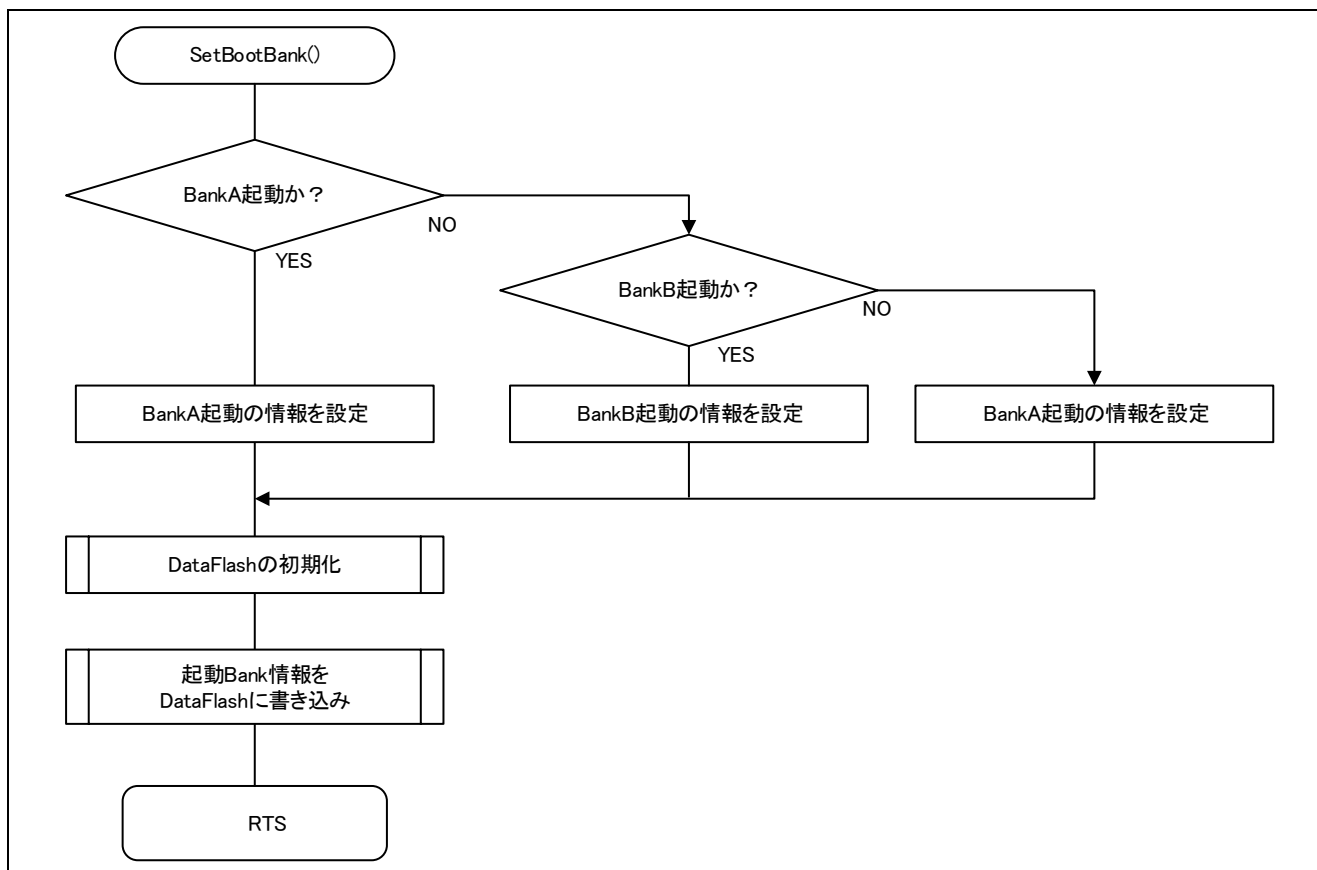 SetBootBank()
BankA起動か？
NO
YES
BankB起動か？
NO
YES
BankA起動の情報を設定
BankB起動の情報を設定
BankA起動の情報を設定
DataFlashの初期化
起動Bank情報を
DataFlashに書き込み
RTS